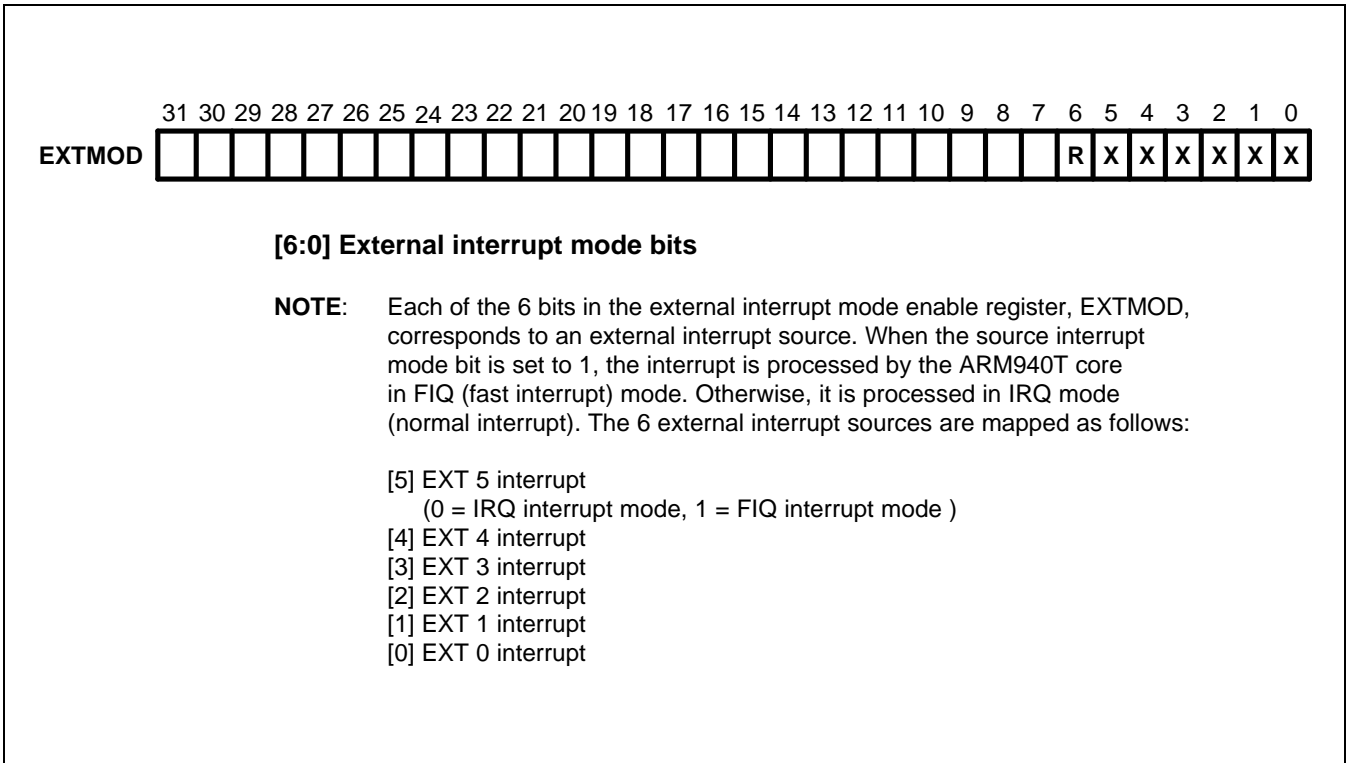 31 30 29 28 27 26 25 24 23 22 21 20 19 18 17 16 15 14 13 12 11 10 9 8 7 6 5 4 3 2 1 0
EXTMOD R X X X X X X
[6:0] External interrupt mode bits
NOTE: Each of the 6 bits in the external interrupt mode enable register, EXTMOD,
corresponds to an external interrupt source. When the source interrupt
mode bit is set to 1, the interrupt is processed by the ARM940T core
in FIQ (fast interrupt) mode. Otherwise, it is processed in IRQ mode
(normal interrupt). The 6 external interrupt sources are mapped as follows:
[5] EXT 5 interrupt
(0 = IRQ interrupt mode, 1 = FIQ interrupt mode )
[4] EXT 4 interrupt
[3] EXT 3 interrupt
[2] EXT 2 interrupt
[1] EXT 1 interrupt
[0] EXT 0 interrupt